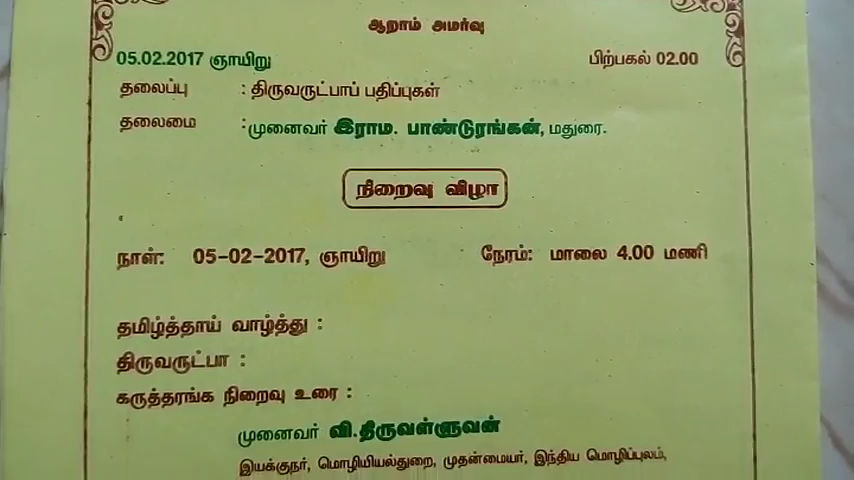 ஆறாம் அமர்வு
05.02.2017 ஞாயிறு பிற்பகல் 02.00
தலைப்பு : திருவருட்பாப் பதிப்புகள்
தலைமை : முனைவர் இராம. பாண்டுரங்கன், மதுரை.
நிறைவு விழா
நாள்: 05-02-2017, ஞாயிறு நேரம்: மாலை 4.00 மணி
தமிழ்த்தாய் வாழ்த்து :
திருவருட்பா :
கருத்தரங்க நிறைவு உரை :
முனைவர் வி.திருவள்ளுவன்
இயக்குநர், மொழியியல்துறை, முதன்மையர், இந்திய மொழிப்புலம்,